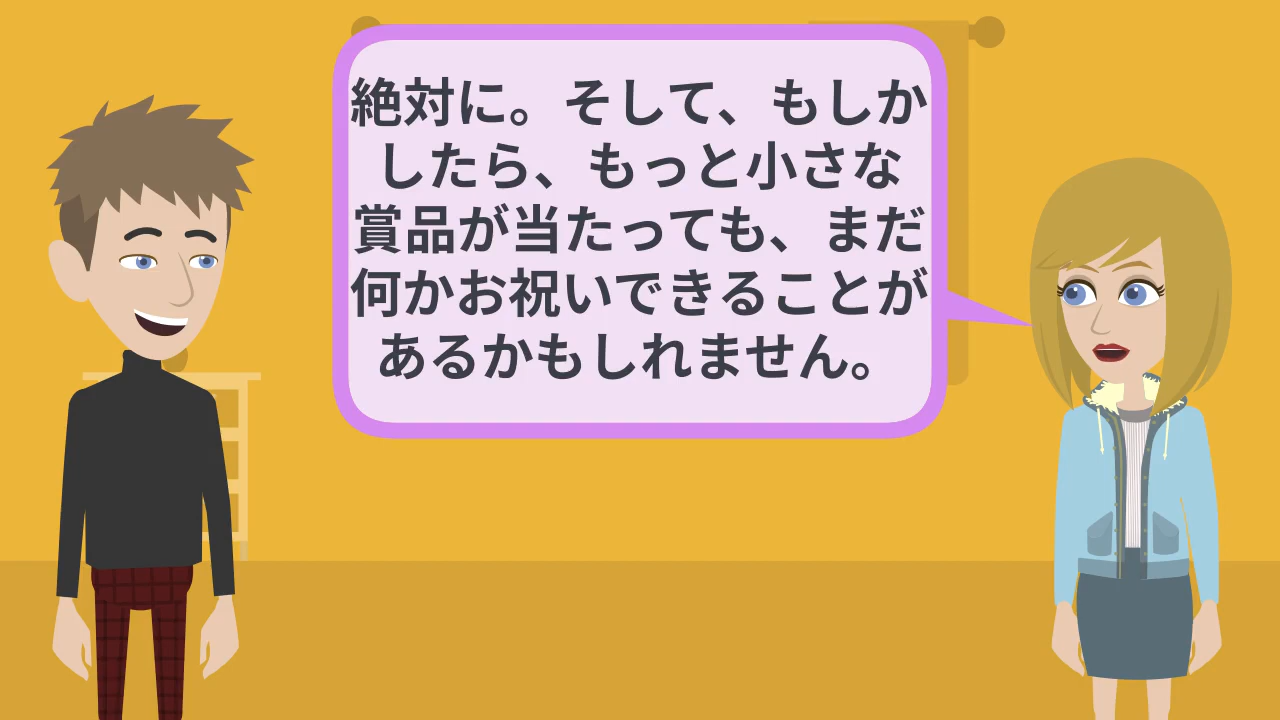 絶対に。そして、もしか
したら、もっと小さな
賞品が当たっても、まだ
何かお祝いできることが
あるかもしれません。